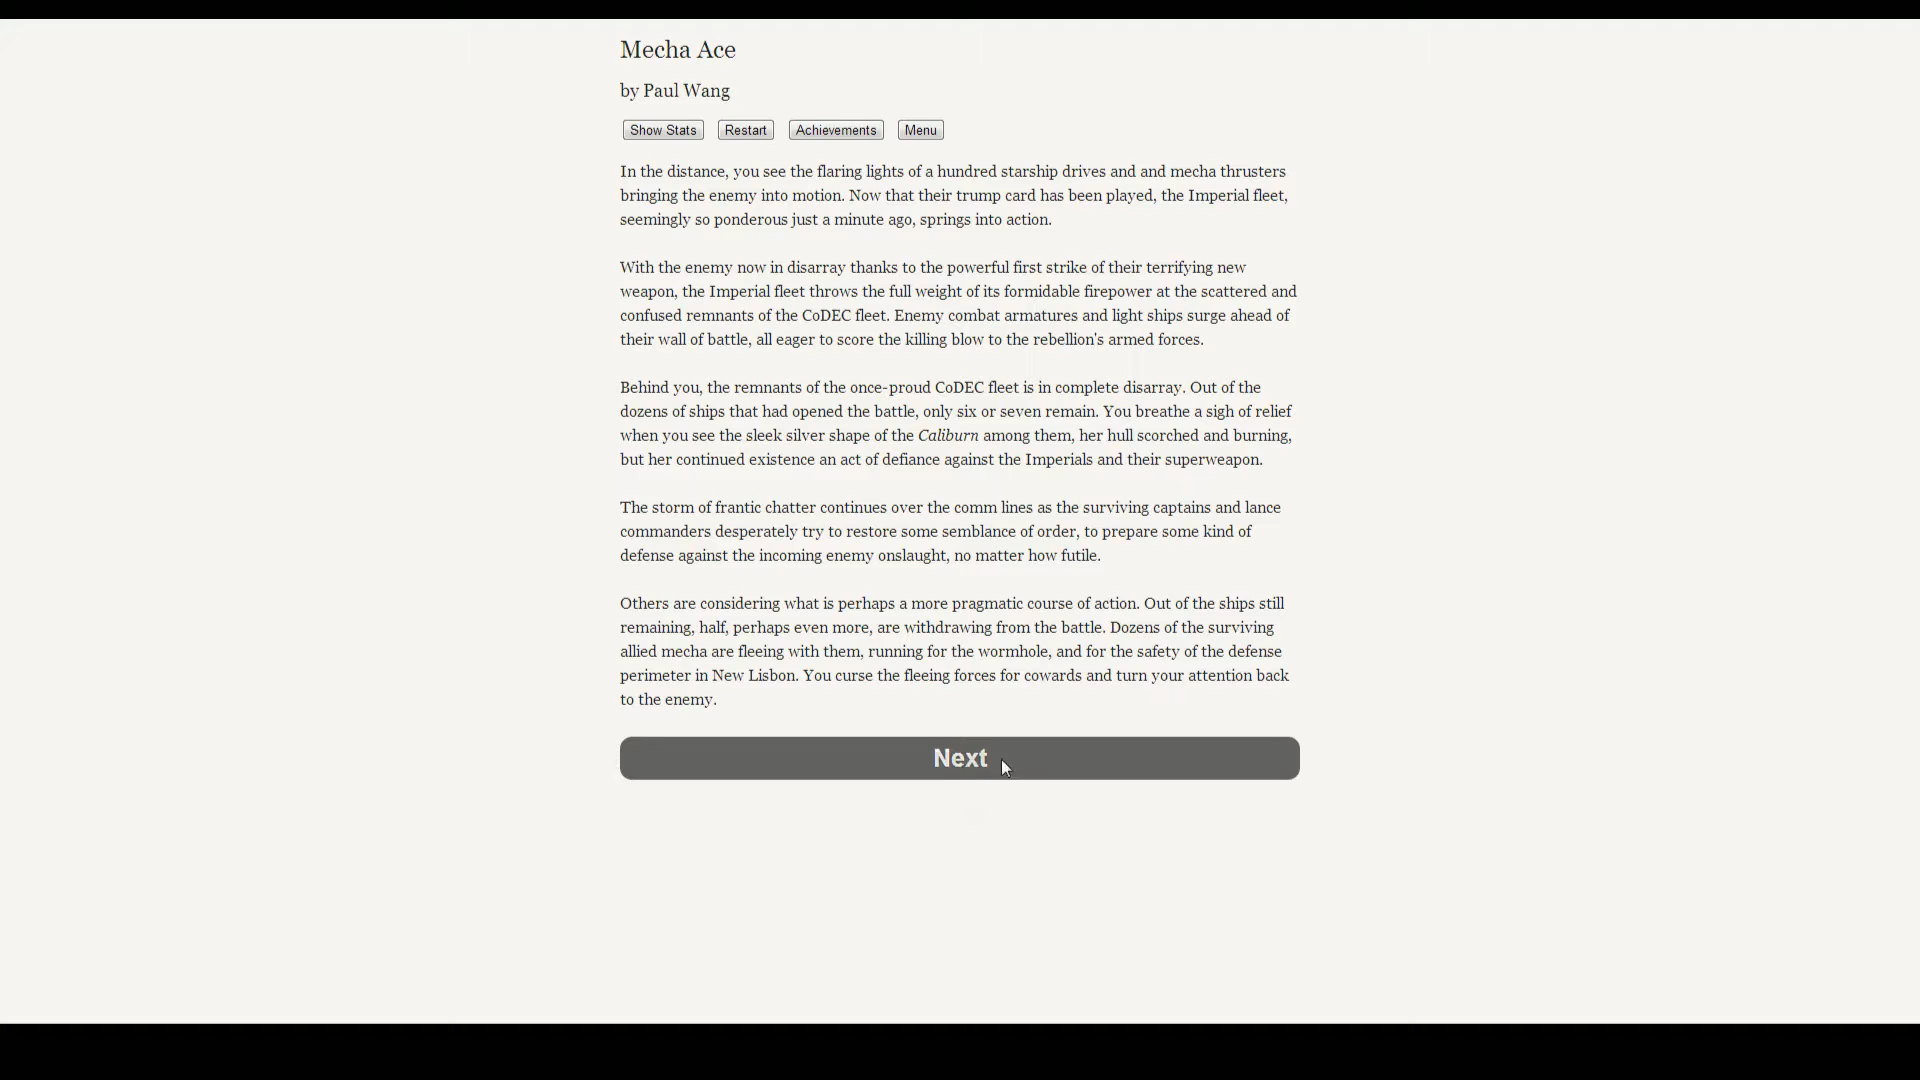 Mecha Ace
by Paul Wang
Show Stats Restart Achievements Menu
In the distance, you see the flaring lights of a hundred starship drives and and mecha thrusters
bringing the enemy into motion. Now that their trump card has been played, the Imperial fleet,
seemingly so ponderous just a minute ago, springs into action.
With the enemy now in disarray thanks to the powerful first strike of their terrifying new
weapon, the Imperial fleet throws the full weight of its formidable firepower at the scattered and
confused remnants of the CoDEC fleet. Enemy combat armatures and light ships surge ahead of
their wall of battle, all eager to score the killing blow to the rebellion's armed forces.
Behind you, the remnants of the once-proud CoDEC fleet is in complete disarray. Out of the
dozens of ships that had opened the battle, only six or seven remain. You breathe a sigh of relief
when you see the sleek silver shape of the Caliburn among them, her hull scorched and burning,
but her continued existence an act of defiance against the Imperials and their superweapon.
The storm of frantic chatter continues over the comm lines as the surviving captains and lance
commanders desperately try to restore some semblance of order, to prepare some kind of
defense against the incoming enemy onslaught, no matter how futile.
Others are considering what is perhaps a more pragmatic course of action. Out of the ships still
remaining, half, perhaps even more, are withdrawing from the battle. Dozens of the surviving
allied mecha are fleeing with them, running for the wormhole, and for the safety of the defense
perimeter in New Lisbon. You curse the fleeing forces for cowards and turn your attention back
to the enemy.
Next